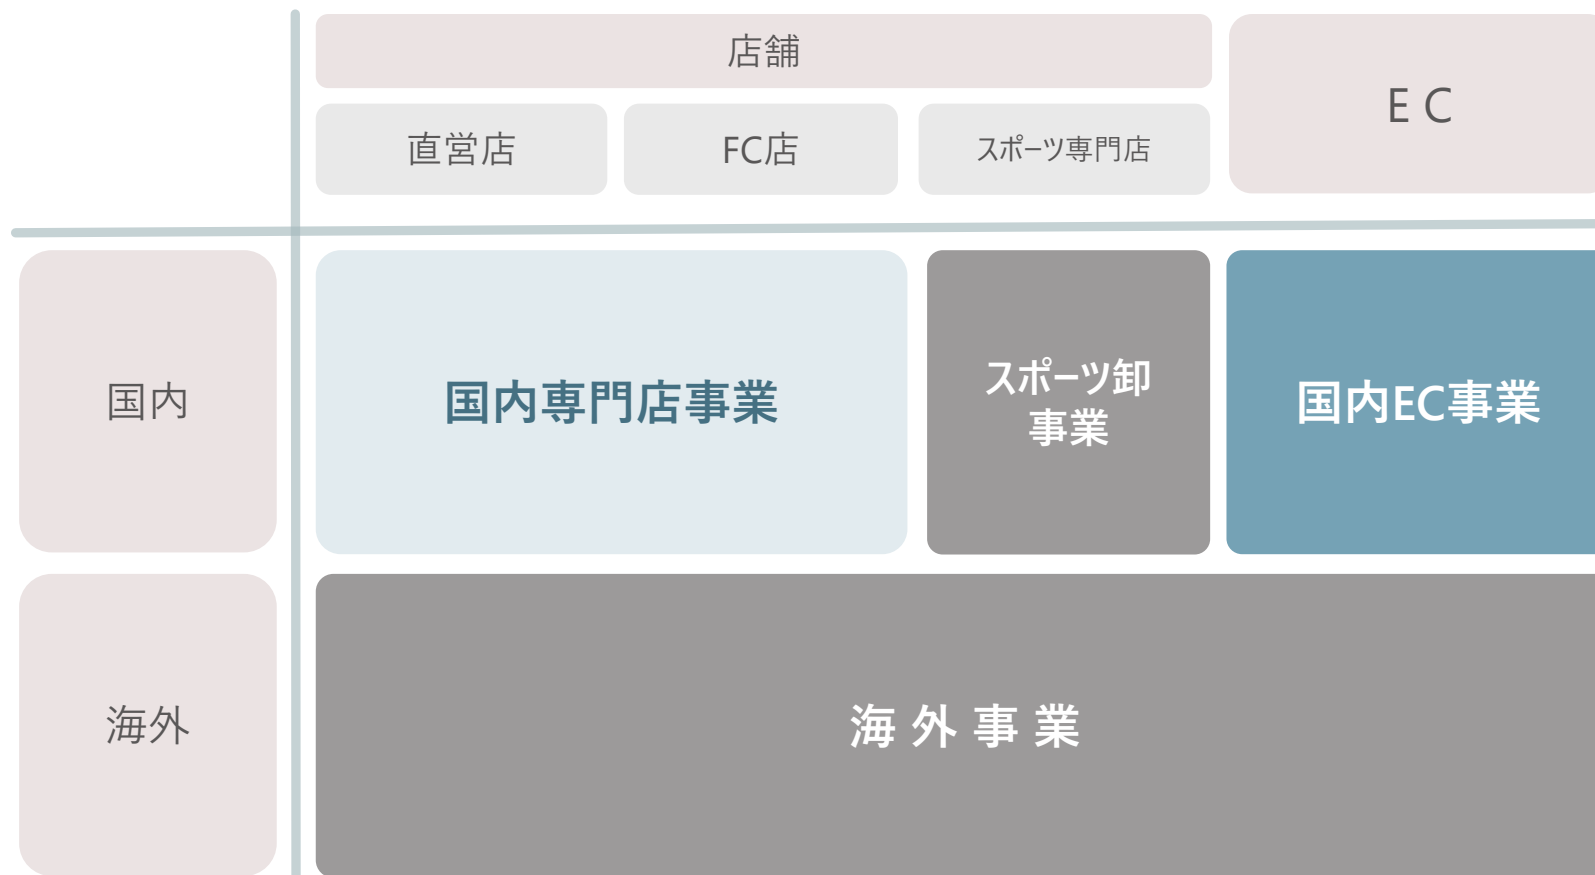 店舗
EC
直営店
FC店
スポーツ専門店
国内
国内専門店事業
スポーツ卸
事業
国内EC事業
海外
海外事業